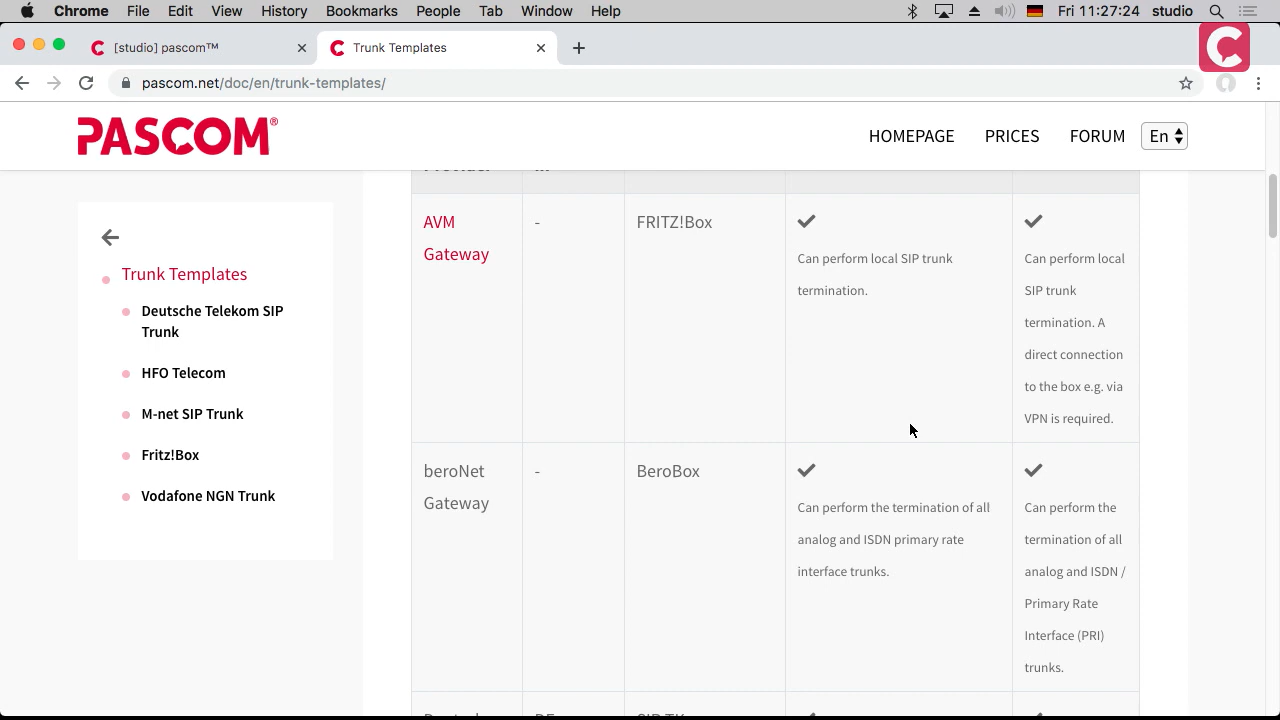 Chrome File Edit View History Bookmarks People Tab Window Help Fri 11:27:24 studio
[studio] pascom™ Trunk Templates
pascom.net/doc/en/trunk-templates/
PASCOM® HOMEPAGE PRICES FORUM En
Trunk Templates
Deutsche Telekom SIP
Trunk
HFO Telecom
M-net SIP Trunk
Fritz!Box
Vodafone NGN Trunk
AVM
Gateway
-
FRITZ!Box
Can perform local SIP trunk
termination.
Can perform local
SIP trunk
termination. A
direct connection
to the box e.g. via
VPN is required.
beroNet
Gateway
-
BeroBox
Can perform the termination of all
analog and ISDN primary rate
interface trunks.
Can perform the
termination of all
analog and ISDN /
Primary Rate
Interface (PRI)
trunks.